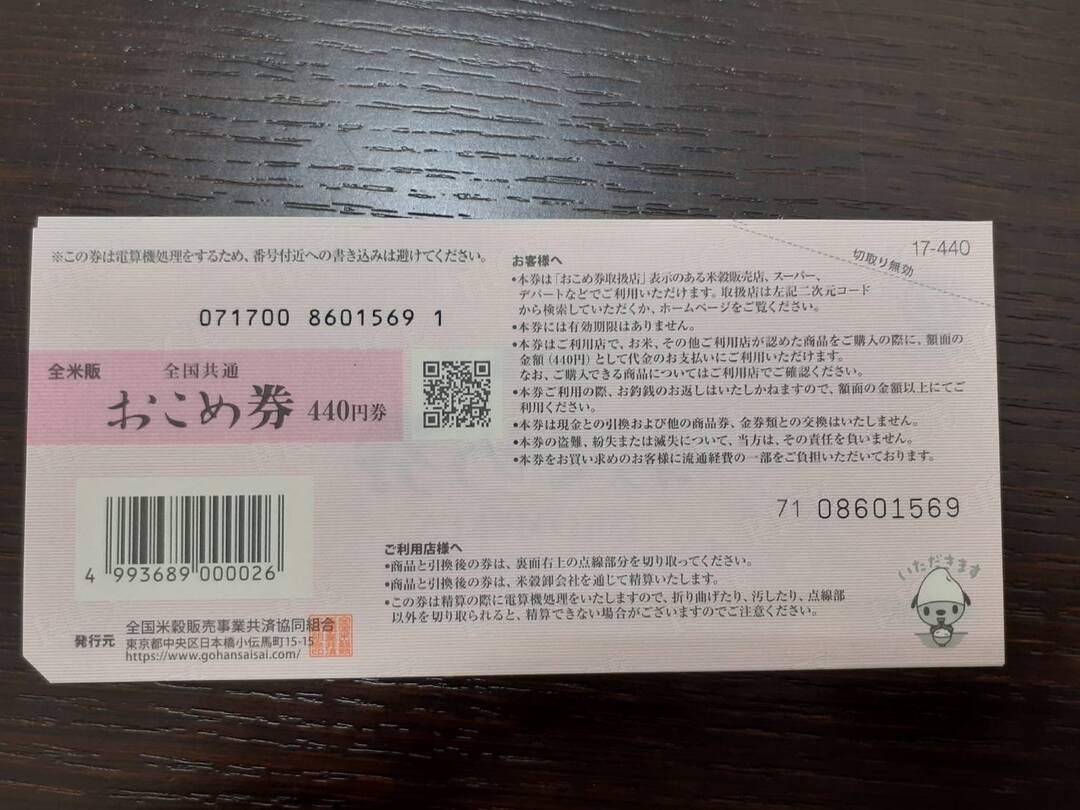 ※この券は電算機処理をするため、番号付近への書き込みは避けてください。
071700 8601569 1
全米販 全国共通
おこめ券 440円券
4 993689 000026
発行元
全国米穀販売事業共済協同組合
東京都中央区日本橋小伝馬町15-15
https://www.gohansaisai.com/
17-440
切取り無効
お客様へ
•本券は「おこめ券取扱店」表示のある米穀販売店、スーパー、
デパートなどでご利用いただけます。取扱店は左記二次元コード
から検索していただくか、ホームページをご覧ください。
•本券には有効期限はありません。
•本券はご利用店で、お米、その他ご利用店が認めた商品をご購入の際に、額面の
金額(440円)として代金のお支払いにご利用いただけます。
なお、ご購入できる商品についてはご利用店でご確認ください。
•本券ご利用の際、お釣銭のお返しはいたしかねますので、額面の金額以上にてご
利用ください。
•本券は現金との引換および他の商品券、金券類との交換はいたしません。
•本券の盗難、紛失または滅失について、当方は、その責任を負いません。
•本券をお買い求めのお客様に流通経費の一部をご負担いただいております。
71 08601569
ご利用店様へ
•商品と引換後の券は、裏面右上の点線部分を切り取ってください。
•商品と引換後の券は、米穀卸会社を通じて精算いたします。
•この券は精算の際に電算機処理をいたしますので、折り曲げたり、汚したり、点線部
以外を切り取られると、精算できない場合がございますのでご注意ください。
いただきます